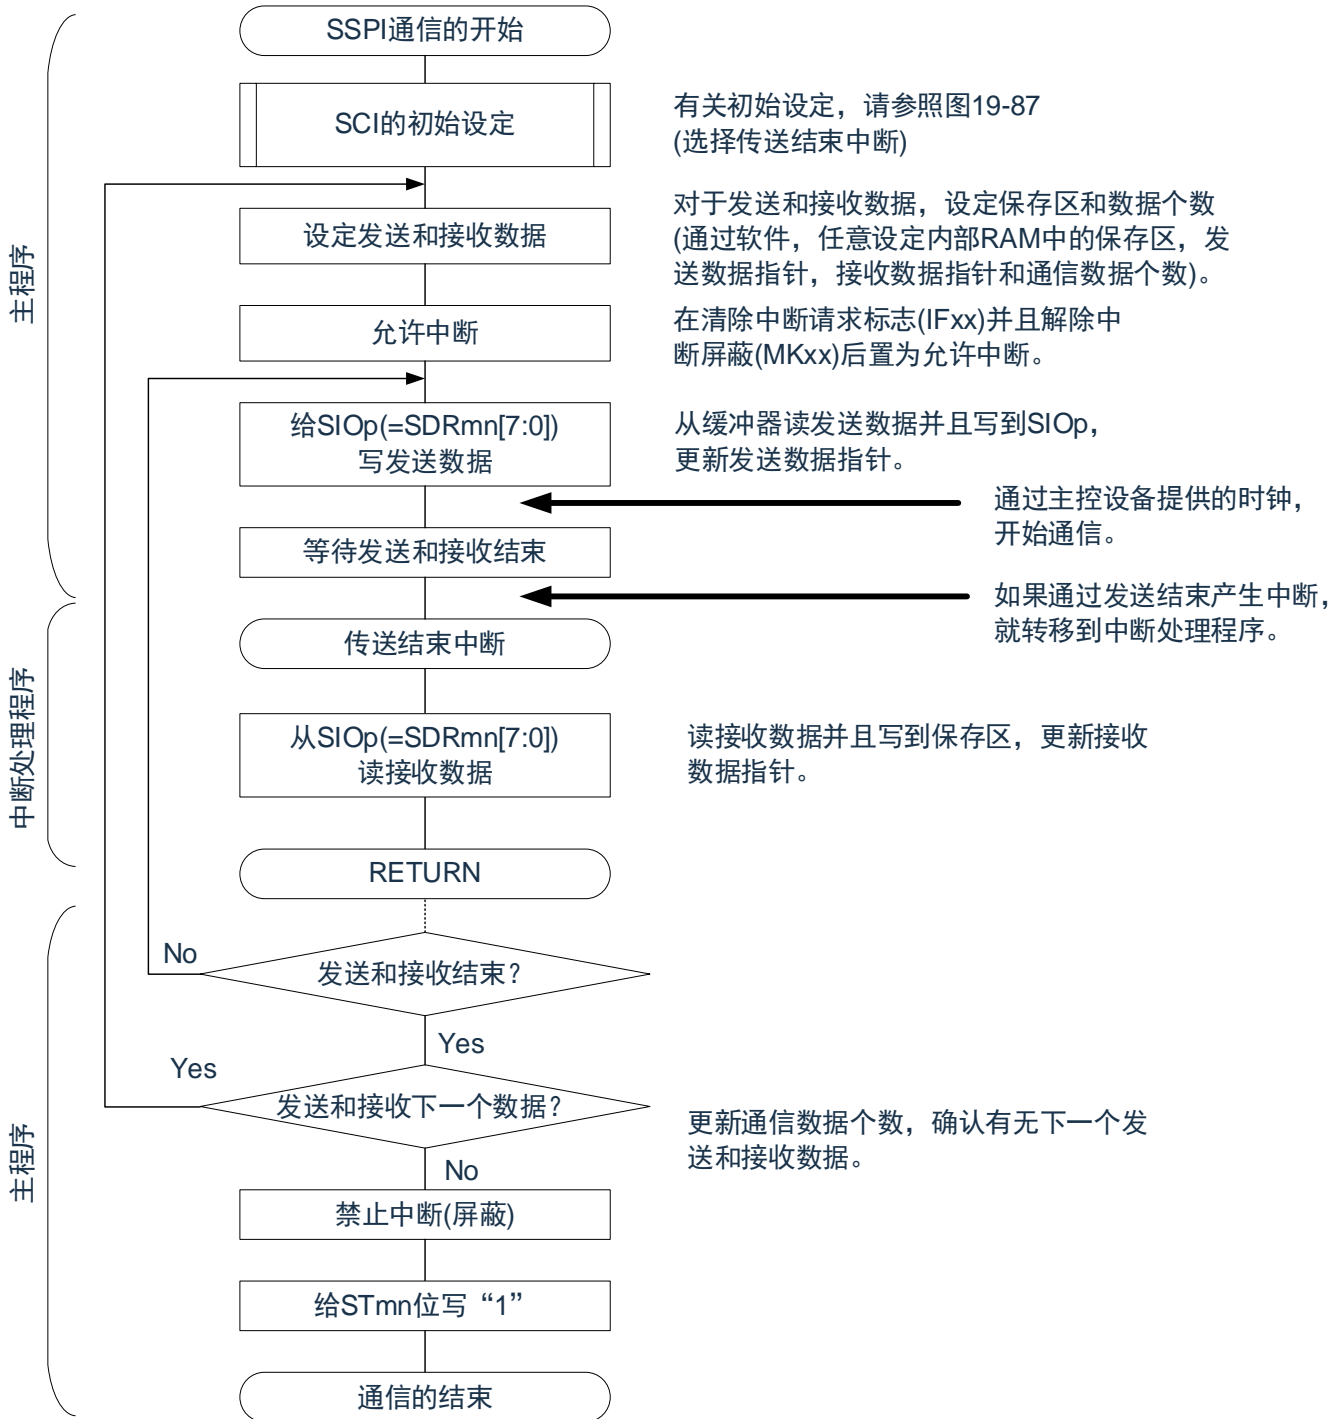 SSPI通信的开始
SCI的初始设定
有关初始设定，请参照图19-87
(选择传送结束中断)
设定发送和接收数据
对于发送和接收数据，设定保存区和数据个数
(通过软件，任意设定内部RAM中的保存区，发
送数据指针，接收数据指针和通信数据个数)。
主程序
允许中断
在清除中断请求标志(IFxx)并且解除中
断屏蔽(MKxx)后置为允许中断。
给SIOp(=SDRmn[7:0])
写发送数据
从缓冲器读发送数据并且写到SIOp，
更新发送数据指针。
通过主控设备提供的时钟，
开始通信。
等待发送和接收结束
如果通过发送结束产生中断，
就转移到中断处理程序。
传送结束中断
中断处理程序
从SIOp(=SDRmn[7:0])
读接收数据
读接收数据并且写到保存区，更新接收
数据指针。
RETURN
No
发送和接收结束？
Yes
Yes
发送和接收下一个数据？
更新通信数据个数，确认有无下一个发
送和接收数据。
主程序
No
禁止中断(屏蔽)
给STmn位写“1”
通信的结束